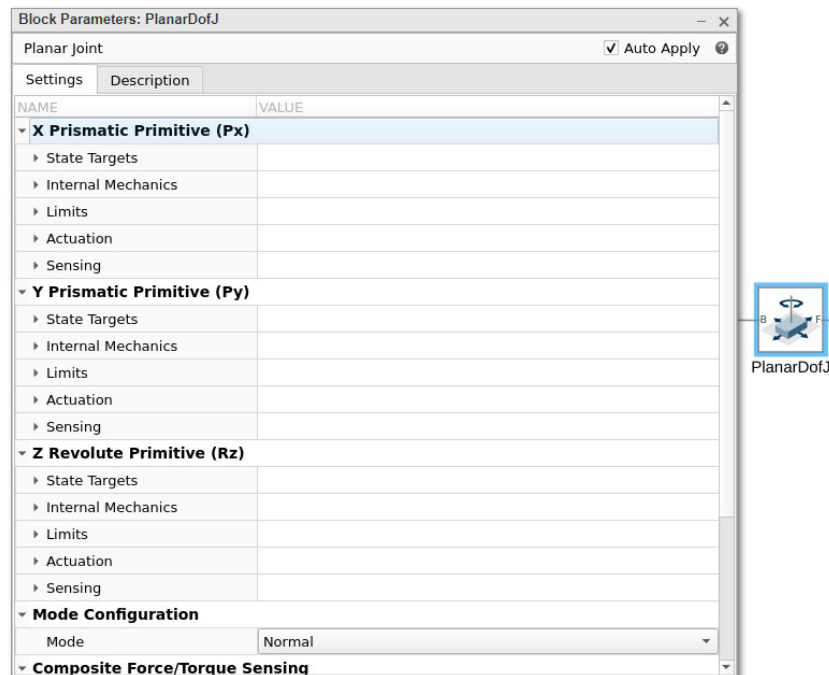 Block Parameters: PlanarDofJ
Planar Joint
Auto Apply
Settings
Description
NAME
VALUE
X Prismatic Primitive (Px)
State Targets
Internal Mechanics
Limits
Actuation
Sensing
Y Prismatic Primitive (Py)
State Targets
Internal Mechanics
Limits
Actuation
Sensing
Z Revolute Primitive (Rz)
State Targets
Internal Mechanics
Limits
Actuation
Sensing
Mode Configuration
Mode
Normal
Composite Force/Torque Sensing
B
F
PlanarDofJ